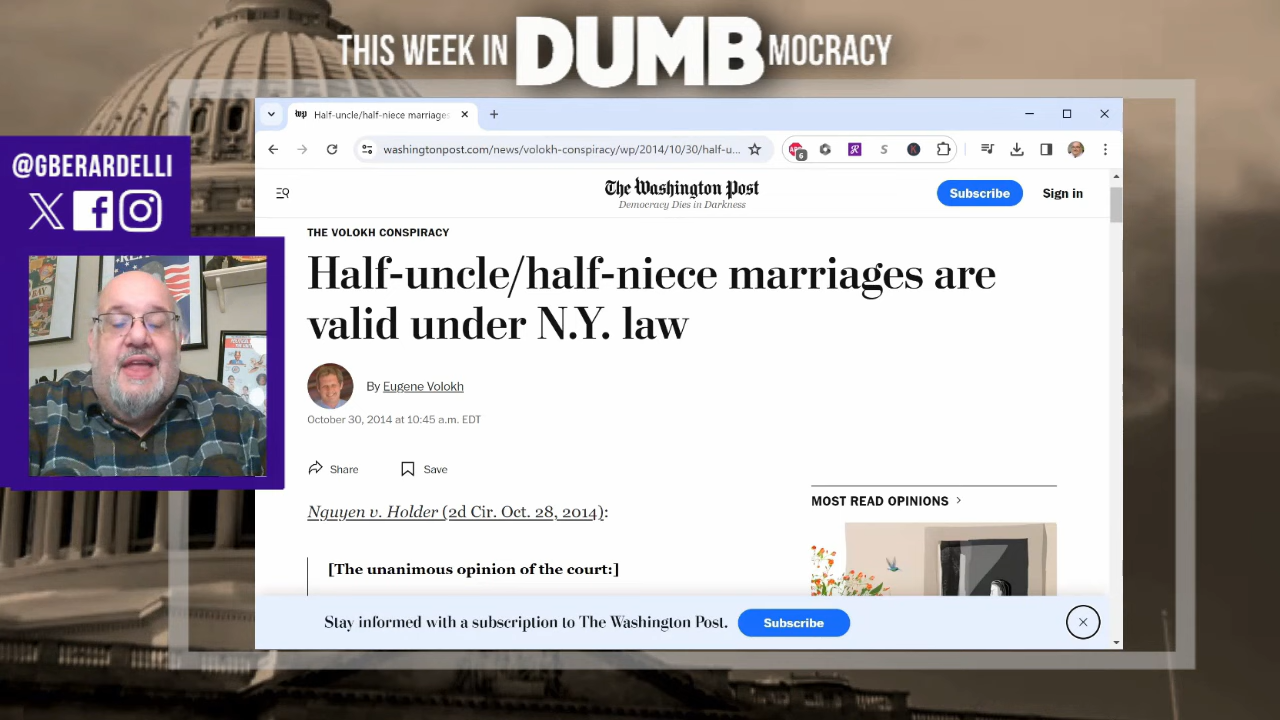 THIS WEEK IN DUMBMOCRACY
@GBERARDELLI
Half-uncle/half-niece marriages
washingtonpost.com/news/volokh-conspiracy/wp/2014/10/30/half-u...
6
The Washington Post
Democracy Dies in Darkness
Subscribe
Sign in
THE VOLOKH CONSPIRACY
Half-uncle/half-niece marriages are
valid under N.Y. law
By Eugene Volokh
October 30, 2014 at 10:45 a.m. EDT
Share
Save
Nguyen v. Holder (2d Cir. Oct. 28, 2014):
MOST READ OPINIONS >
[The unanimous opinion of the court:]
Stay informed with a subscription to The Washington Post.
Subscribe